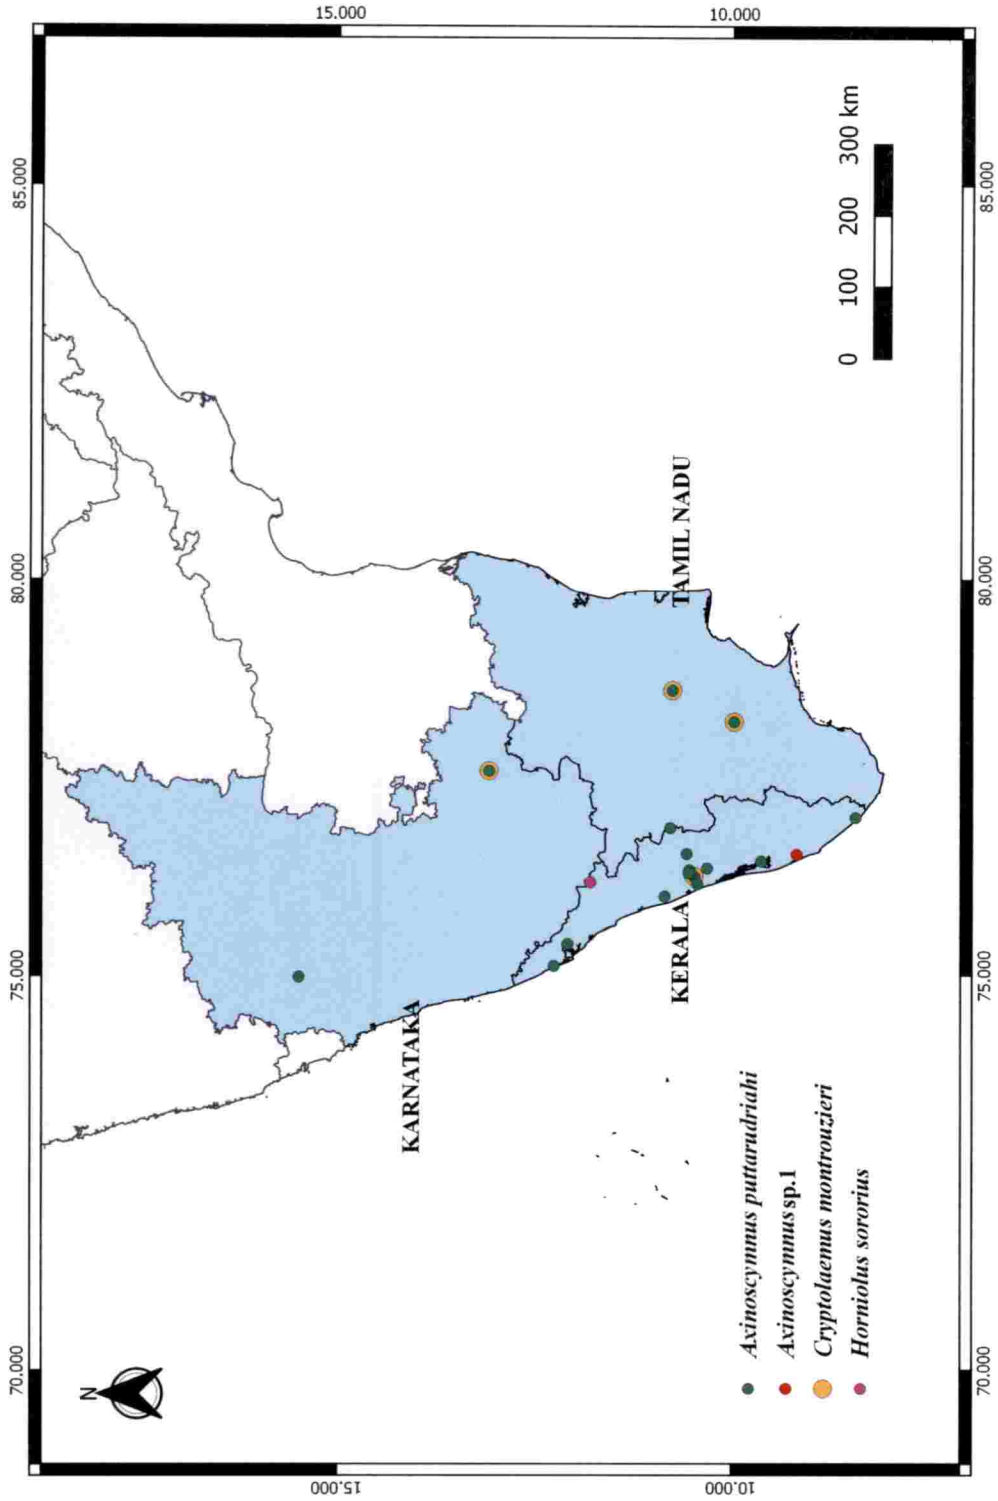 70.000
75.000
80.000
85.000
15.000
15.000
10.000
10.000
N
KARNATAKA
KERALA
TAMIL NADU
Axinoscymnus puttarudriahi
Axinoscymnus sp.1
Cryptolaemus montrouzieri
Horniolus sororius
0 100 200 300 km
70.000
75.000
80.000
85.000